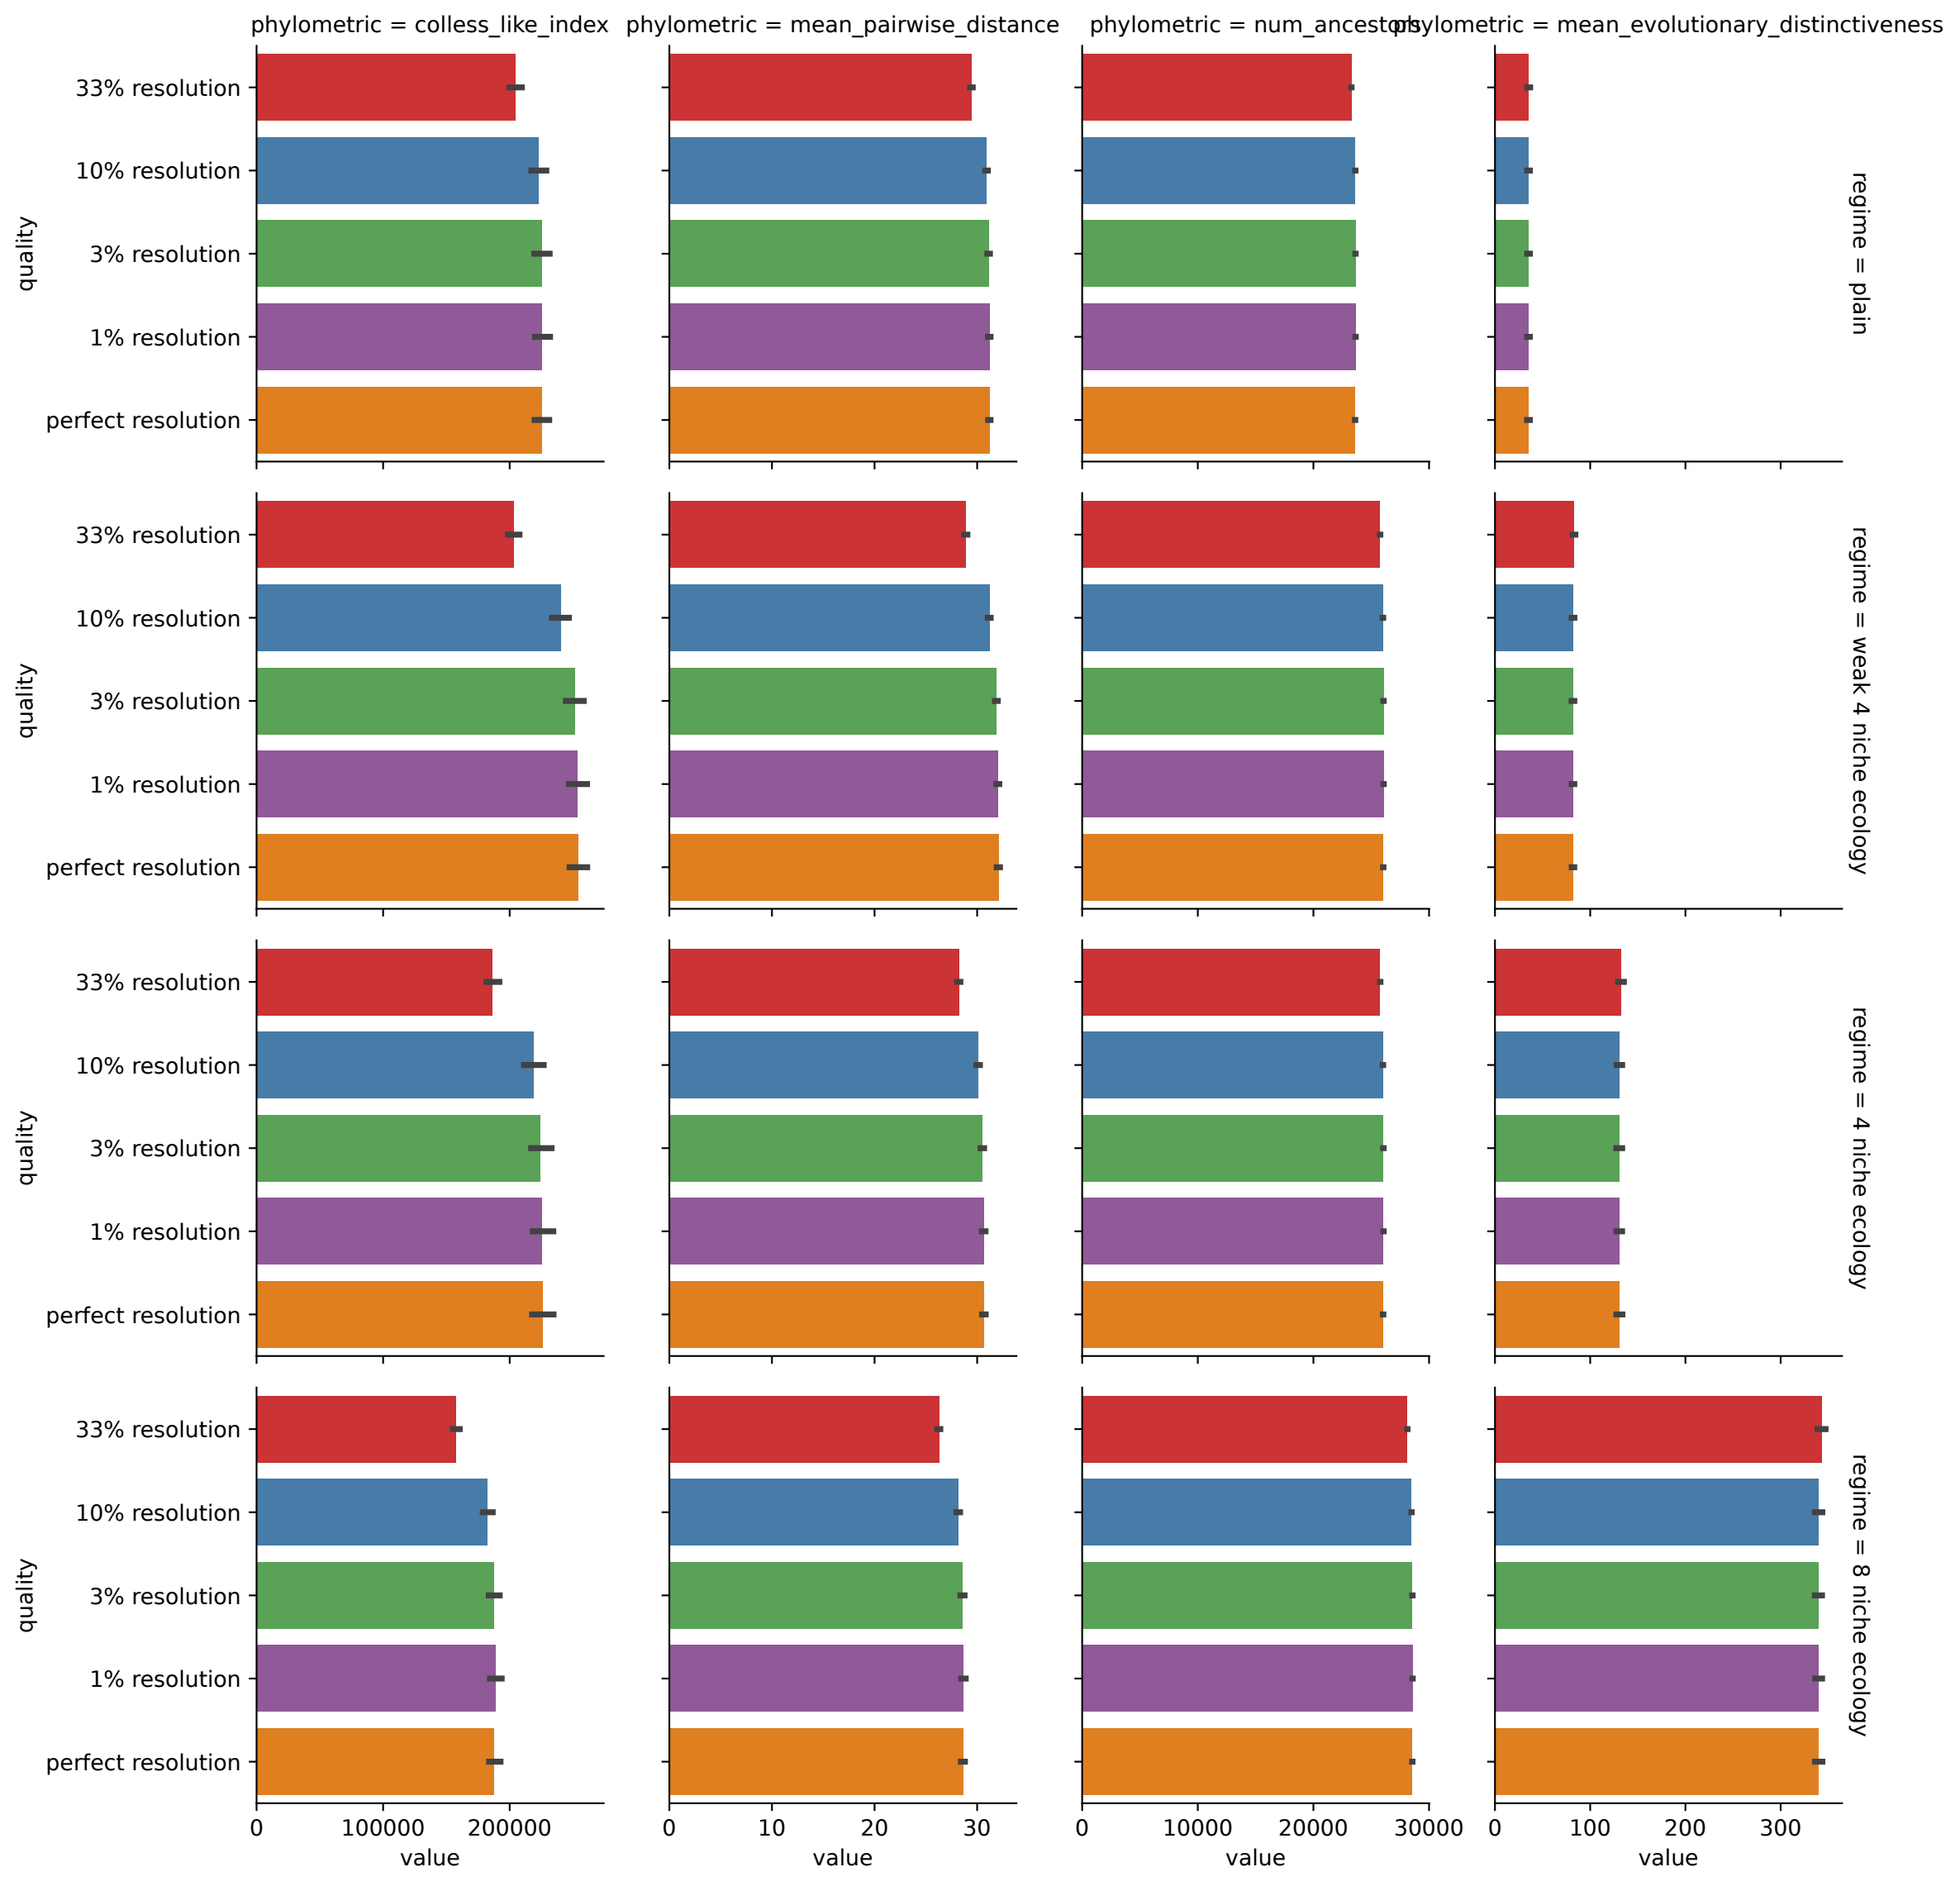 phylometric = colless_like_index
phylometric = mean_pairwise_distance
phylometric = num_ancestors
phylometric = mean_evolutionary_distinctiveness
quality
33% resolution
10% resolution
3% resolution
1% resolution
perfect resolution
regime = plain
quality
33% resolution
10% resolution
3% resolution
1% resolution
perfect resolution
regime = weak 4 niche ecology
quality
33% resolution
10% resolution
3% resolution
1% resolution
perfect resolution
regime = 4 niche ecology
quality
33% resolution
10% resolution
3% resolution
1% resolution
perfect resolution
regime = 8 niche ecology
0 100000 200000
0 10 20 30
0 10000 20000 30000
0 100 200 300
value
value
value
value